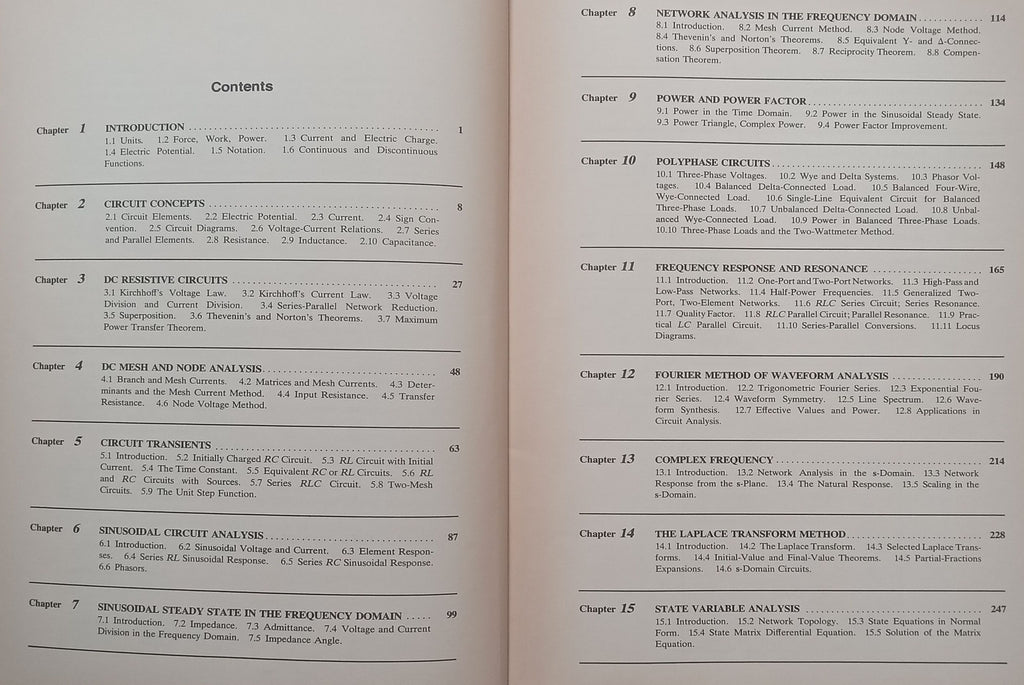 Contents
Chapter 1 INTRODUCTION . . . . . . . . . . . . . . . . . . . . . . . . . . . . . . . . . . . . . . . . 1
1.1 Units. 1.2 Force, Work, Power. 1.3 Current and Electric Charge.
1.4 Electric Potential. 1.5 Notation. 1.6 Continuous and Discontinuous
Functions.
Chapter 2 CIRCUIT CONCEPTS . . . . . . . . . . . . . . . . . . . . . . . . . . . . . . . . . . . . 8
2.1 Circuit Elements. 2.2 Electric Potential. 2.3 Current. 2.4 Sign Con-
vention. 2.5 Circuit Diagrams. 2.6 Voltage-Current Relations. 2.7 Series
and Parallel Elements. 2.8 Resistance. 2.9 Inductance. 2.10 Capacitance.
Chapter 3 DC RESISTIVE CIRCUITS . . . . . . . . . . . . . . . . . . . . . . . . . . . . . . . . 27
3.1 Kirchhoff's Voltage Law. 3.2 Kirchhoff's Current Law. 3.3 Voltage
Division and Current Division. 3.4 Series-Parallel Network Reduction.
3.5 Superposition. 3.6 Thevenin's and Norton's Theorems. 3.7 Maximum
Power Transfer Theorem.
Chapter 4 DC MESH AND NODE ANALYSIS. . . . . . . . . . . . . . . . . . . . . . . . . . . 48
4.1 Branch and Mesh Currents. 4.2 Matrices and Mesh Currents. 4.3 Deter-
minants and the Mesh Current Method. 4.4 Input Resistance. 4.5 Transfer
Resistance. 4.6 Node Voltage Method.
Chapter 5 CIRCUIT TRANSIENTS . . . . . . . . . . . . . . . . . . . . . . . . . . . . . . . . . . . 63
5.1 Introduction. 5.2 Initially Charged RC Circuit. 5.3 RL Circuit with Initial
Current. 5.4 The Time Constant. 5.5 Equivalent RC or RL Circuits. 5.6 RL
and RC Circuits with Sources. 5.7 Series RLC Circuit. 5.8 Two-Mesh
Circuits. 5.9 The Unit Step Function.
Chapter 6 SINUSOIDAL CIRCUIT ANALYSIS. . . . . . . . . . . . . . . . . . . . . . . . . . . 87
6.1 Introduction. 6.2 Sinusoidal Voltage and Current. 6.3 Element Respon-
ses. 6.4 Series RL Sinusoidal Response. 6.5 Series RC Sinusoidal Response.
6.6 Phasors.
Chapter 7 SINUSOIDAL STEADY STATE IN THE FREQUENCY DOMAIN . . . . . 99
7.1 Introduction. 7.2 Impedance. 7.3 Admittance. 7.4 Voltage and Current
Division in the Frequency Domain. 7.5 Impedance Angle.
Chapter 8 NETWORK ANALYSIS IN THE FREQUENCY DOMAIN . . . . . . . . . . . . . 114
8.1 Introduction. 8.2 Mesh Current Method. 8.3 Node Voltage Method.
8.4 Thevenin's and Norton's Theorems. 8.5 Equivalent Y- and Δ-Connec-
tions. 8.6 Superposition Theorem. 8.7 Reciprocity Theorem. 8.8 Compen-
sation Theorem.
Chapter 9 POWER AND POWER FACTOR. . . . . . . . . . . . . . . . . . . . . . . . . . . . . . . . 134
9.1 Power in the Time Domain. 9.2 Power in the Sinusoidal Steady State.
9.3 Power Triangle, Complex Power. 9.4 Power Factor Improvement.
Chapter 10 POLYPHASE CIRCUITS. . . . . . . . . . . . . . . . . . . . . . . . . . . . . . . . . . . . . . 148
10.1 Three-Phase Voltages. 10.2 Wye and Delta Systems. 10.3 Phasor Vol-
tages. 10.4 Balanced Delta-Connected Load. 10.5 Balanced Four-Wire,
Wye-Connected Load. 10.6 Single-Line Equivalent Circuit for Balanced
Three-Phase Loads. 10.7 Unbalanced Delta-Connected Load. 10.8 Unbal-
anced Wye-Connected Load. 10.9 Power in Balanced Three-Phase Loads.
10.10 Three-Phase Loads and the Two-Wattmeter Method.
Chapter 11 FREQUENCY RESPONSE AND RESONANCE . . . . . . . . . . . . . . . . . . . . 165
11.1 Introduction. 11.2 One-Port and Two-Port Networks. 11.3 High-Pass and
Low-Pass Networks. 11.4 Half-Power Frequencies. 11.5 Generalized Two-
Port, Two-Element Networks. 11.6 RLC Series Circuit; Series Resonance.
11.7 Quality Factor. 11.8 RLC Parallel Circuit; Parallel Resonance. 11.9 Prac-
tical LC Parallel Circuit. 11.10 Series-Parallel Conversions. 11.11 Locus
Diagrams.
Chapter 12 FOURIER METHOD OF WAVEFORM ANALYSIS . . . . . . . . . . . . . . . . . 190
12.1 Introduction. 12.2 Trigonometric Fourier Series. 12.3 Exponential Fou-
rier Series. 12.4 Waveform Symmetry. 12.5 Line Spectrum. 12.6 Wave-
form Synthesis. 12.7 Effective Values and Power. 12.8 Applications in
Circuit Analysis.
Chapter 13 COMPLEX FREQUENCY. . . . . . . . . . . . . . . . . . . . . . . . . . . . . . . . . . . . . 214
13.1 Introduction. 13.2 Network Analysis in the s-Domain. 13.3 Network
Response from the s-Plane. 13.4 The Natural Response. 13.5 Scaling in the
s-Domain.
Chapter 14 THE LAPLACE TRANSFORM METHOD. . . . . . . . . . . . . . . . . . . . . . . . 228
14.1 Introduction. 14.2 The Laplace Transform. 14.3 Selected Laplace Trans-
forms. 14.4 Initial-Value and Final-Value Theorems. 14.5 Partial-Fractions
Expansions. 14.6 s-Domain Circuits.
Chapter 15 STATE VARIABLE ANALYSIS . . . . . . . . . . . . . . . . . . . . . . . . . . . . . . . . 247
15.1 Introduction. 15.2 Network Topology. 15.3 State Equations in Normal
Form. 15.4 State Matrix Differential Equation. 15.5 Solution of the Matrix
Equation.